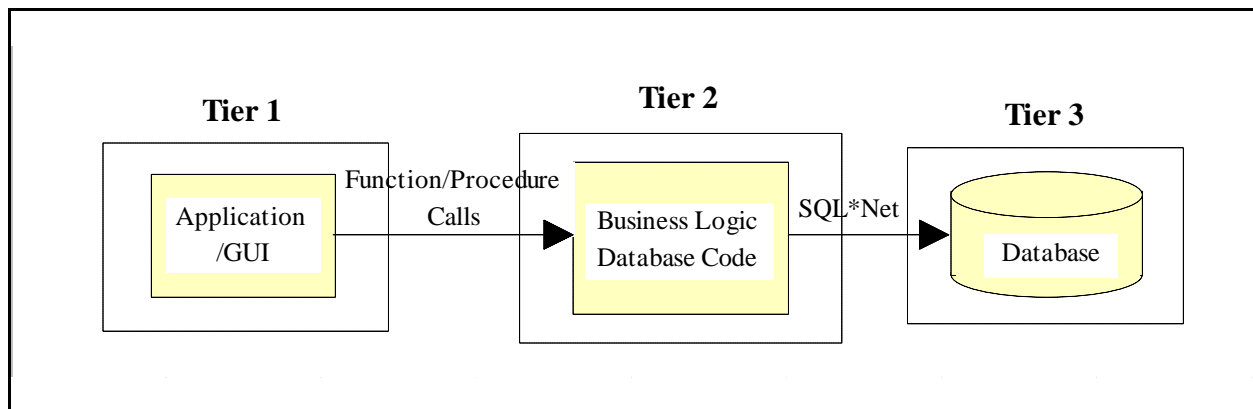 Tier 1
Tier 2
Tier 3
Application
/GUI
Function/Procedure
Calls
Business Logic
Database Code
SQL*Net
Database